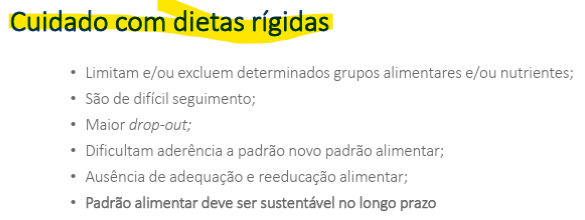 Cuidado com dietas rígidas
• Limitam e/ou excluem determinados grupos alimentares e/ou nutrientes;
• São de difícil seguimento;
• Maior drop-out;
• Dificultam aderência a padrão novo padrão alimentar;
• Ausência de adequação e reeducação alimentar;
• Padrão alimentar deve ser sustentável no longo prazo